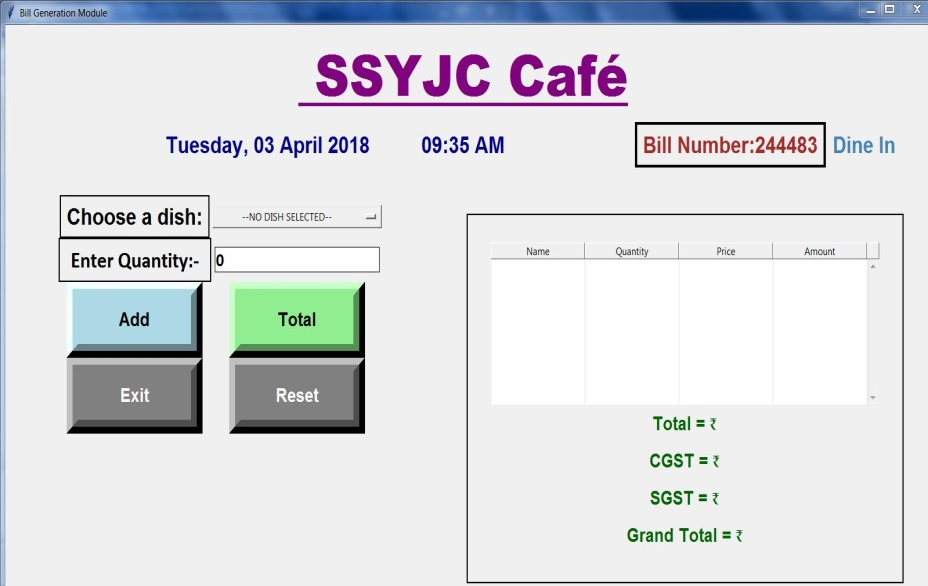 Bill Generation Module
SSYJC Café
Tuesday, 03 April 2018 09:35 AM Bill Number:244483 Dine In
Choose a dish: --NO DISH SELECTED--
Enter Quantity:- 0
Add Total
Exit Reset
Name Quantity Price Amount
Total = ₹
CGST = ₹
SGST = ₹
Grand Total = ₹